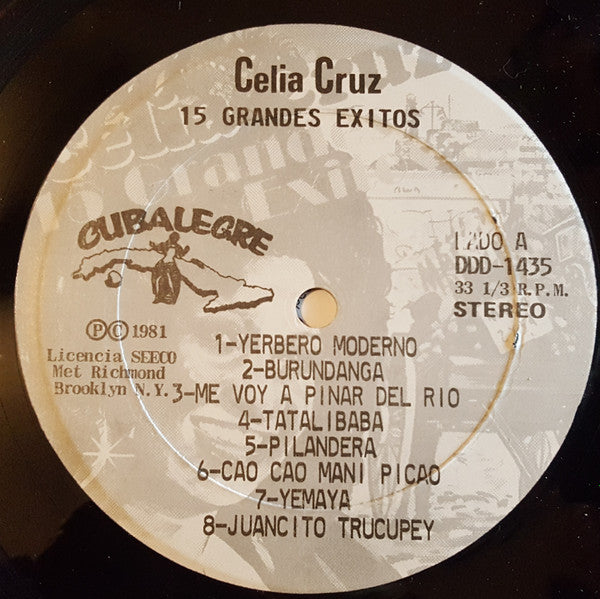 Celia Cruz
15 GRANDES EXITOS
CUBALEGRE
LADO A
DDD-1435
33 1/3 R.P.M.
STEREO
Ⓟ© 1981
Licencia SEECO
Met Richmond
Brooklyn N.Y.
1-YERBERO MODERNO
2-BURUNDANGA
3-ME VOY A PINAR DEL RIO
4-TATALIBABA
5-PILANDERA
6-CAO CAO MANI PICAO
7-YEMAYA
8-JUANCITO TRUCUPEY